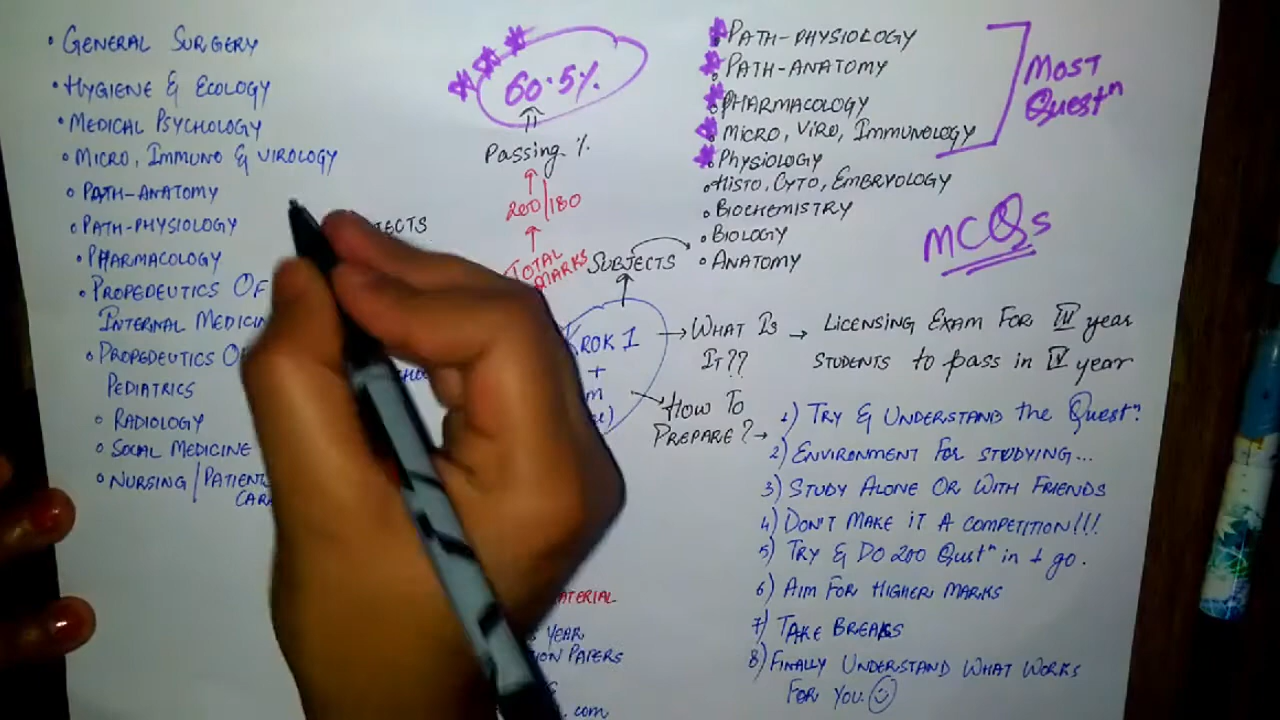 • GENERAL SURGERY
• HYGIENE & ECOLOGY
• MEDICAL PSYCHOLOGY
• MICRO, IMMUNO & VIROLOGY
• PATH-ANATOMY
• PATH-PHYSIOLOGY
• PHARMACOLOGY
• PROPEDEUTICS OF
INTERNAL MEDICIN
• PROPEDEUTICS O
PEDIATRICS
• RADIOLOGY
• SOCIAL MEDICINE
• NURSING / PATIENT
CAR
60.5%
Passing %
200/180
TOTAL
MARKS
SUBJECTS
• PATH-PHYSIOLOGY
• PATH-ANATOMY
• PHARMACOLOGY
• MICRO, VIRO, IMMUNOLOGY
• PHYSIOLOGY
• HISTO, CYTO, EMBRYOLOGY
• BIOCHEMISTRY
• BIOLOGY
• ANATOMY
MOST
Questⁿ
MCQs
KROK 1
+
WHAT IS → LICENSING EXAM FOR III year
IT??
STUDENTS to pass in IV year
HOW TO
PREPARE? →
1) TRY & UNDERSTAND the Questⁿ?
2) ENVIRONMENT FOR STUDYING...
3) STUDY ALONE OR WITH FRIENDS
4) DON'T MAKE IT A COMPETITION!!!
5) TRY & DO 200 Questⁿ in 1 go.
6) AIM FOR HIGHER MARKS
7) TAKE BREAKS
8) FINALLY UNDERSTAND WHAT WORKS
FOR YOU. ☺
ATERIAL
YEAR
ION PAPERS
.com